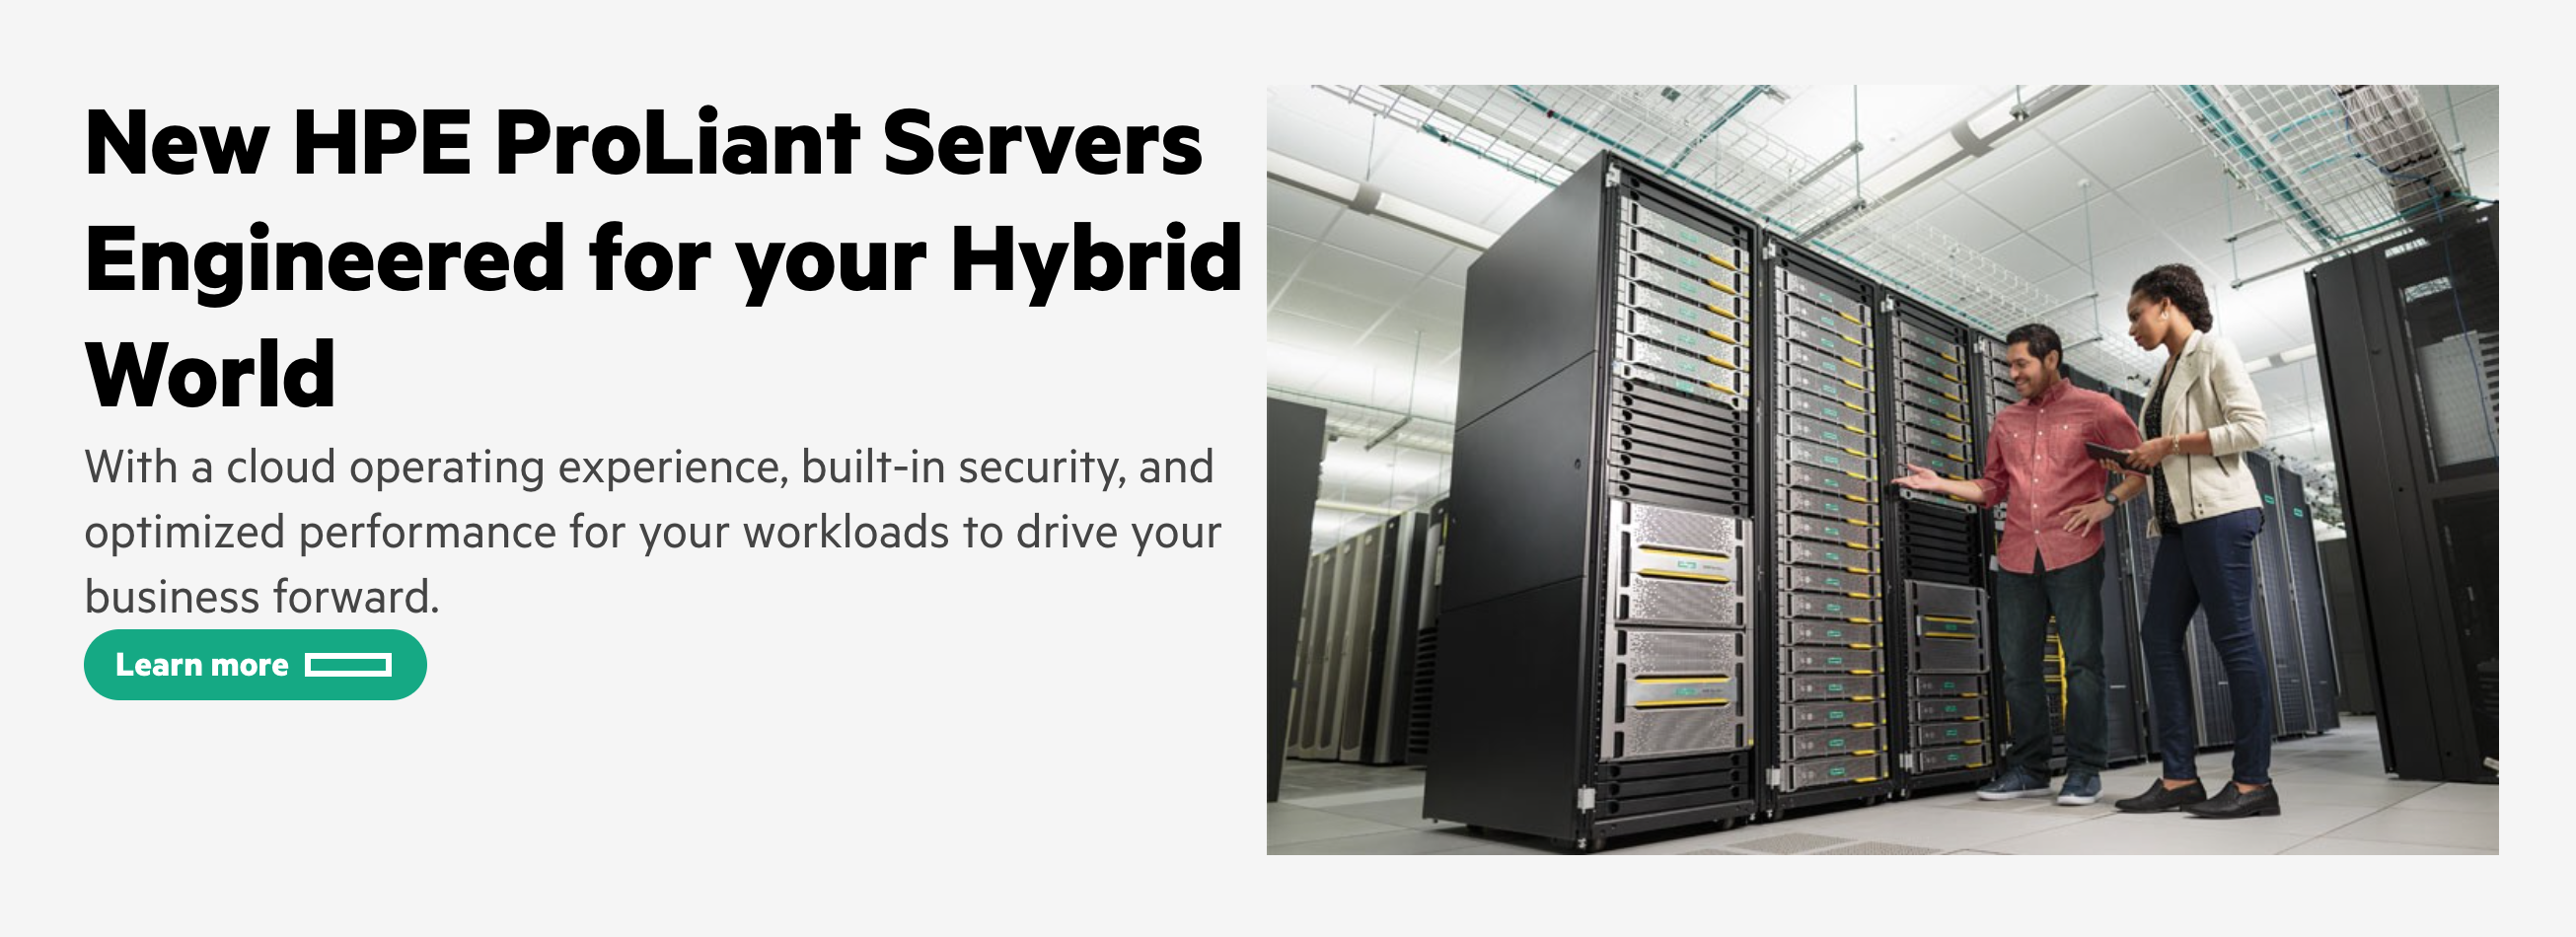 New HPE ProLiant Servers
Engineered for your Hybrid
World
With a cloud operating experience, built-in security, and
optimized performance for your workloads to drive your
business forward.
Learn more